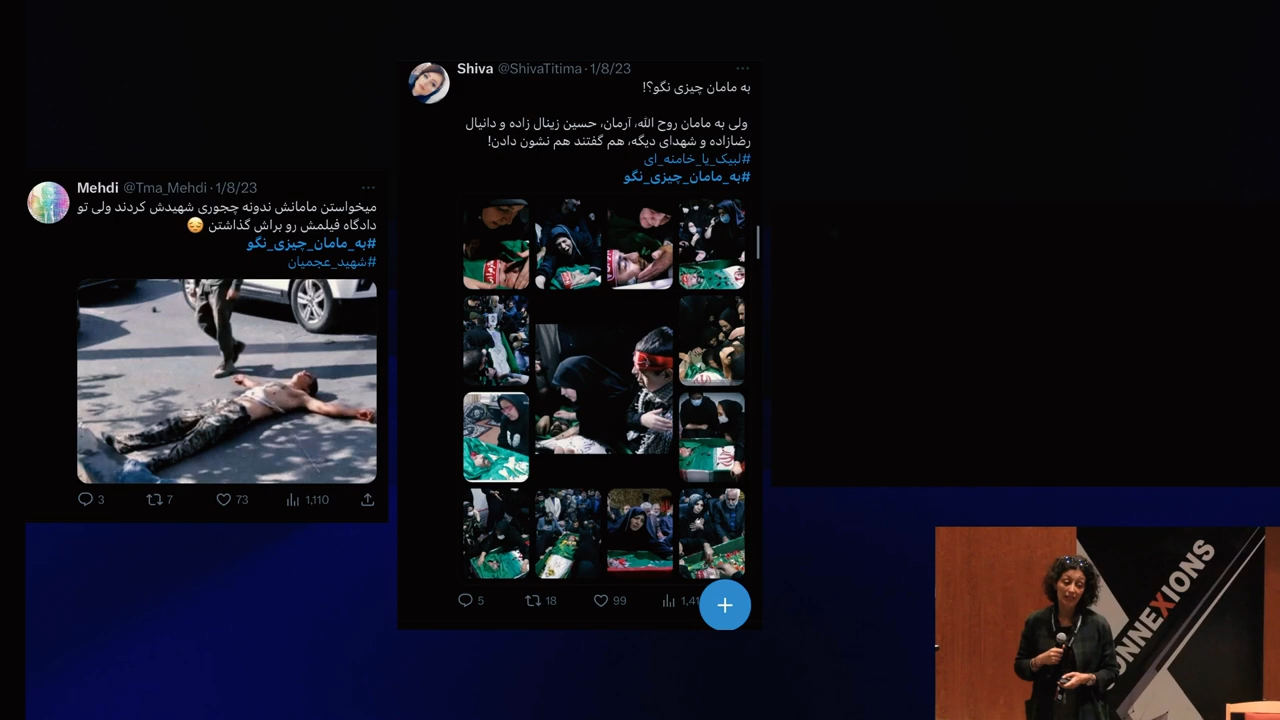 Mehdi @Tma_Mehdi · 1/8/23
میخواستن مامانش ندونه چجوری شهیدش کردند ولی تو
دادگاه فیلمش رو براش گذاشتن 😔
#به_مامان_چیزی_نگو
#شهید_عجمیان
3 7 73 1,110
Shiva @ShivaTitima · 1/8/23
به مامان چیزی نگو؟!
ولی به مامان روح الله، آرمان، حسین زینال زاده و دانیال
رضازاده و شهدای دیگه، هم گفتند هم نشون دادن!
#لبیک_یا_خامنه_ای
#به_مامان_چیزی_نگو
5 18 99 1,41
ONNEXIONS